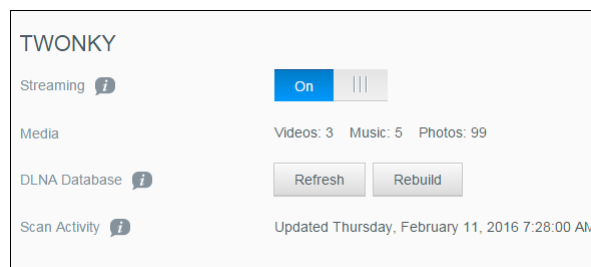 TWONKY
Streaming i On
Media Videos: 3 Music: 5 Photos: 99
DLNA Database i Refresh Rebuild
Scan Activity i Updated Thursday, February 11, 2016 7:28:00 AM